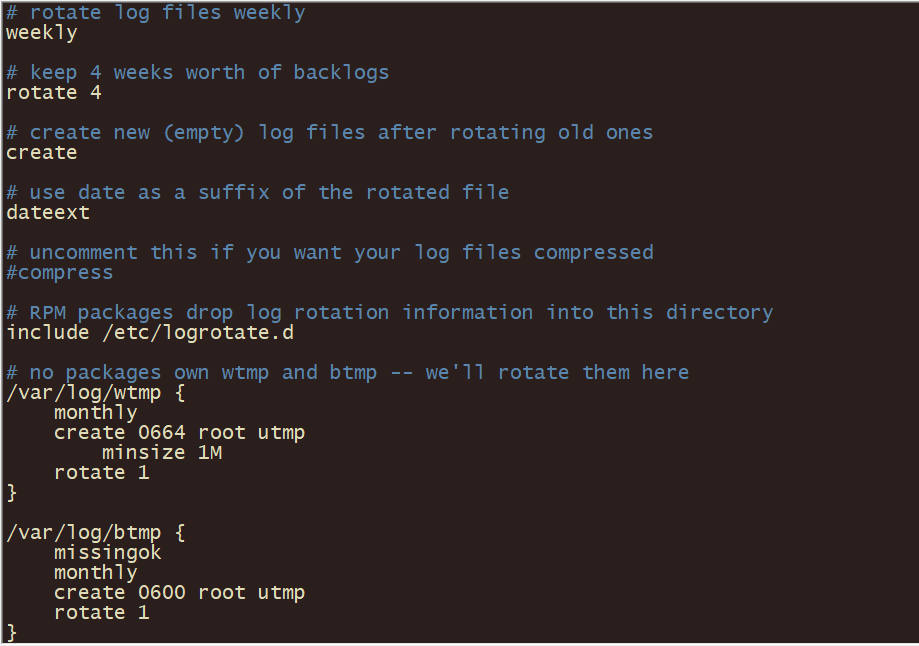 # rotate log files weekly
weekly

# keep 4 weeks worth of backlogs
rotate 4

# create new (empty) log files after rotating old ones
create

# use date as a suffix of the rotated file
dateext

# uncomment this if you want your log files compressed
#compress

# RPM packages drop log rotation information into this directory
include /etc/logrotate.d

# no packages own wtmp and btmp -- we'll rotate them here
/var/log/wtmp {
    monthly
    create 0664 root utmp
        minsize 1M
    rotate 1
}

/var/log/btmp {
    missingok
    monthly
    create 0600 root utmp
    rotate 1
}